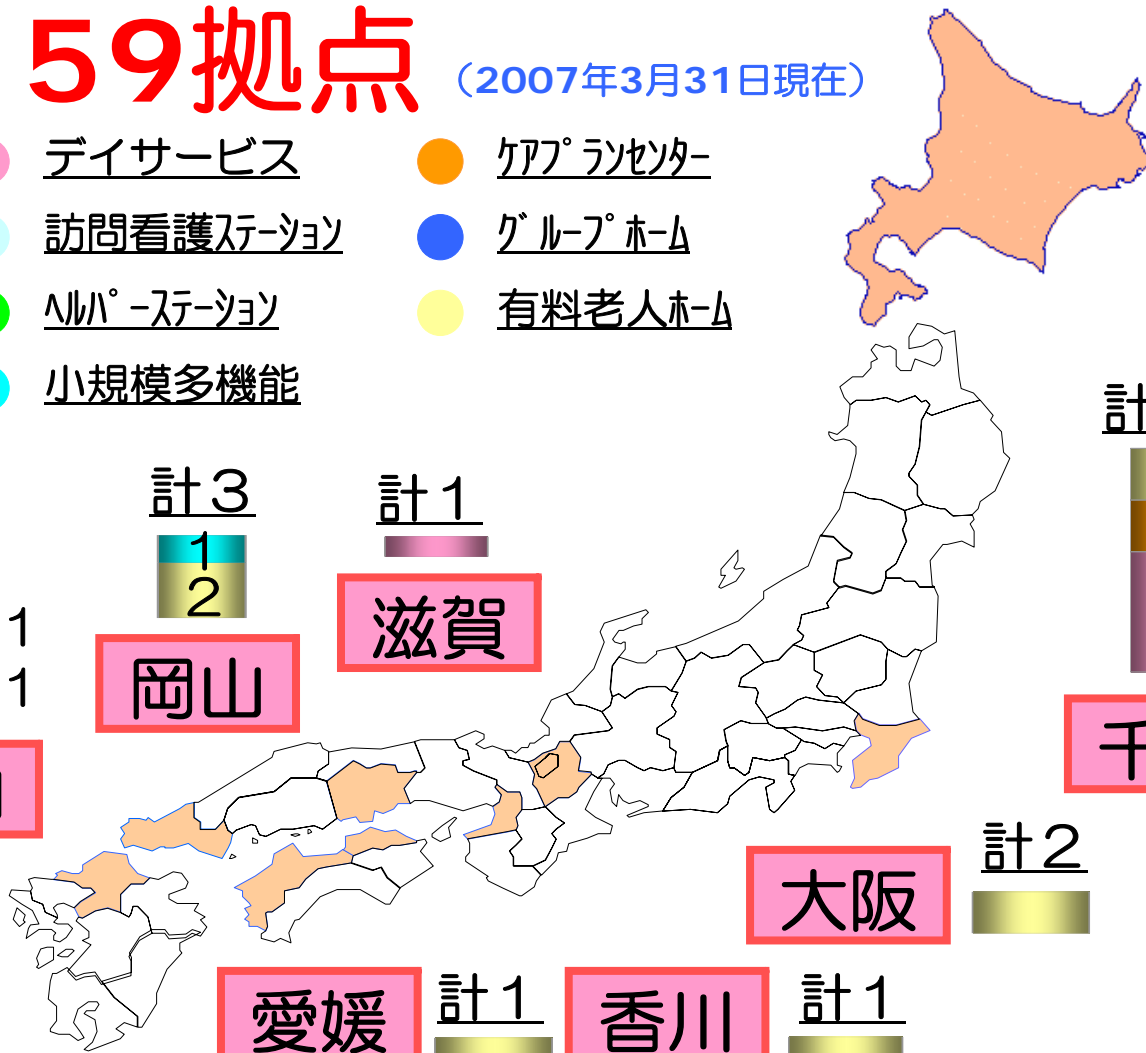 59拠点 （2007年3月31日現在）
デイサービス ｹｱﾌﾟﾗﾝｾﾝﾀｰ
訪問看護ｽﾃｰｼｮﾝ ｸﾞﾙｰﾌﾟﾎｰﾑ
ﾍﾙﾊﾟｰｽﾃｰｼｮﾝ 有料老人ﾎｰﾑ
小規模多機能
計
計３
計１
1
2
滋賀
1
岡山
1
千
計２
大阪
愛媛
計１
香川
計１